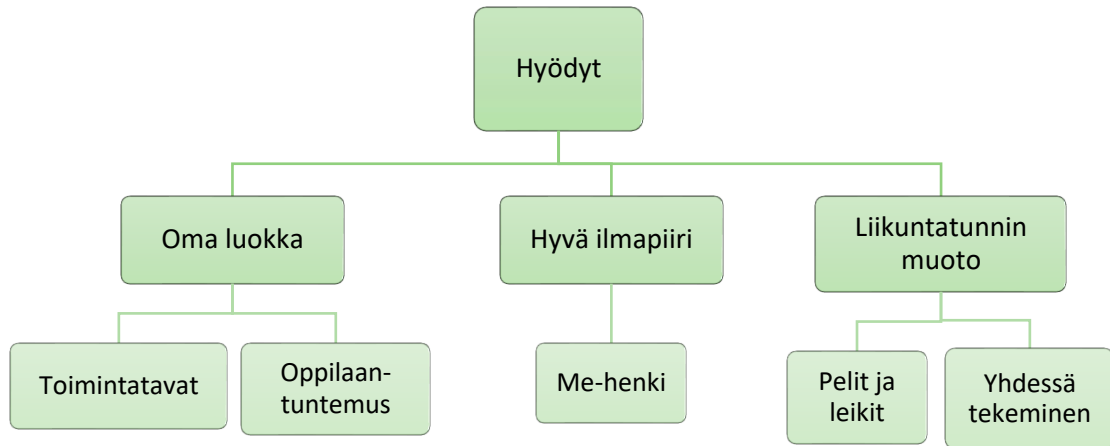 Hyödyt
Oma luokka
Hyvä ilmapiiri
Liikuntatunnin
muoto
Toimintatavat
Oppilaan-
tuntemus
Me-henki
Pelit ja
leikit
Yhdessä
tekeminen